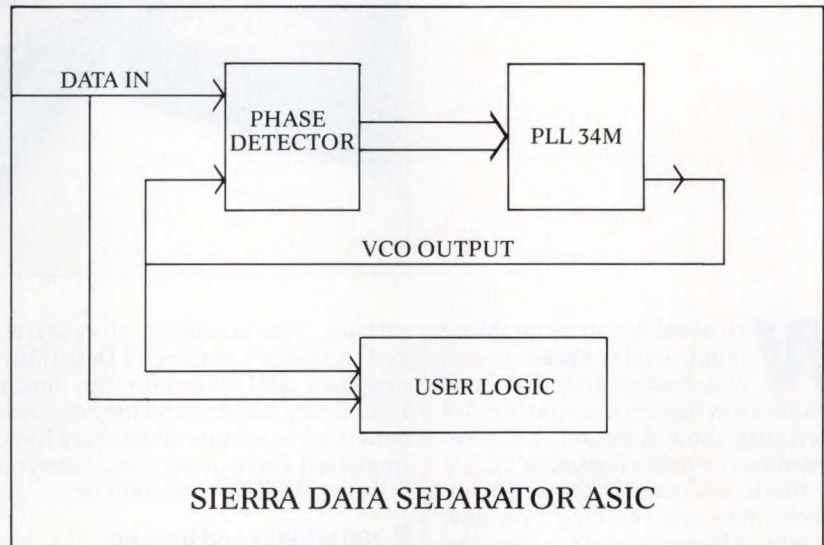 DATA IN
PHASE
DETECTOR
PLL 34M
VCO OUTPUT
USER LOGIC
SIERRA DATA SEPARATOR ASIC